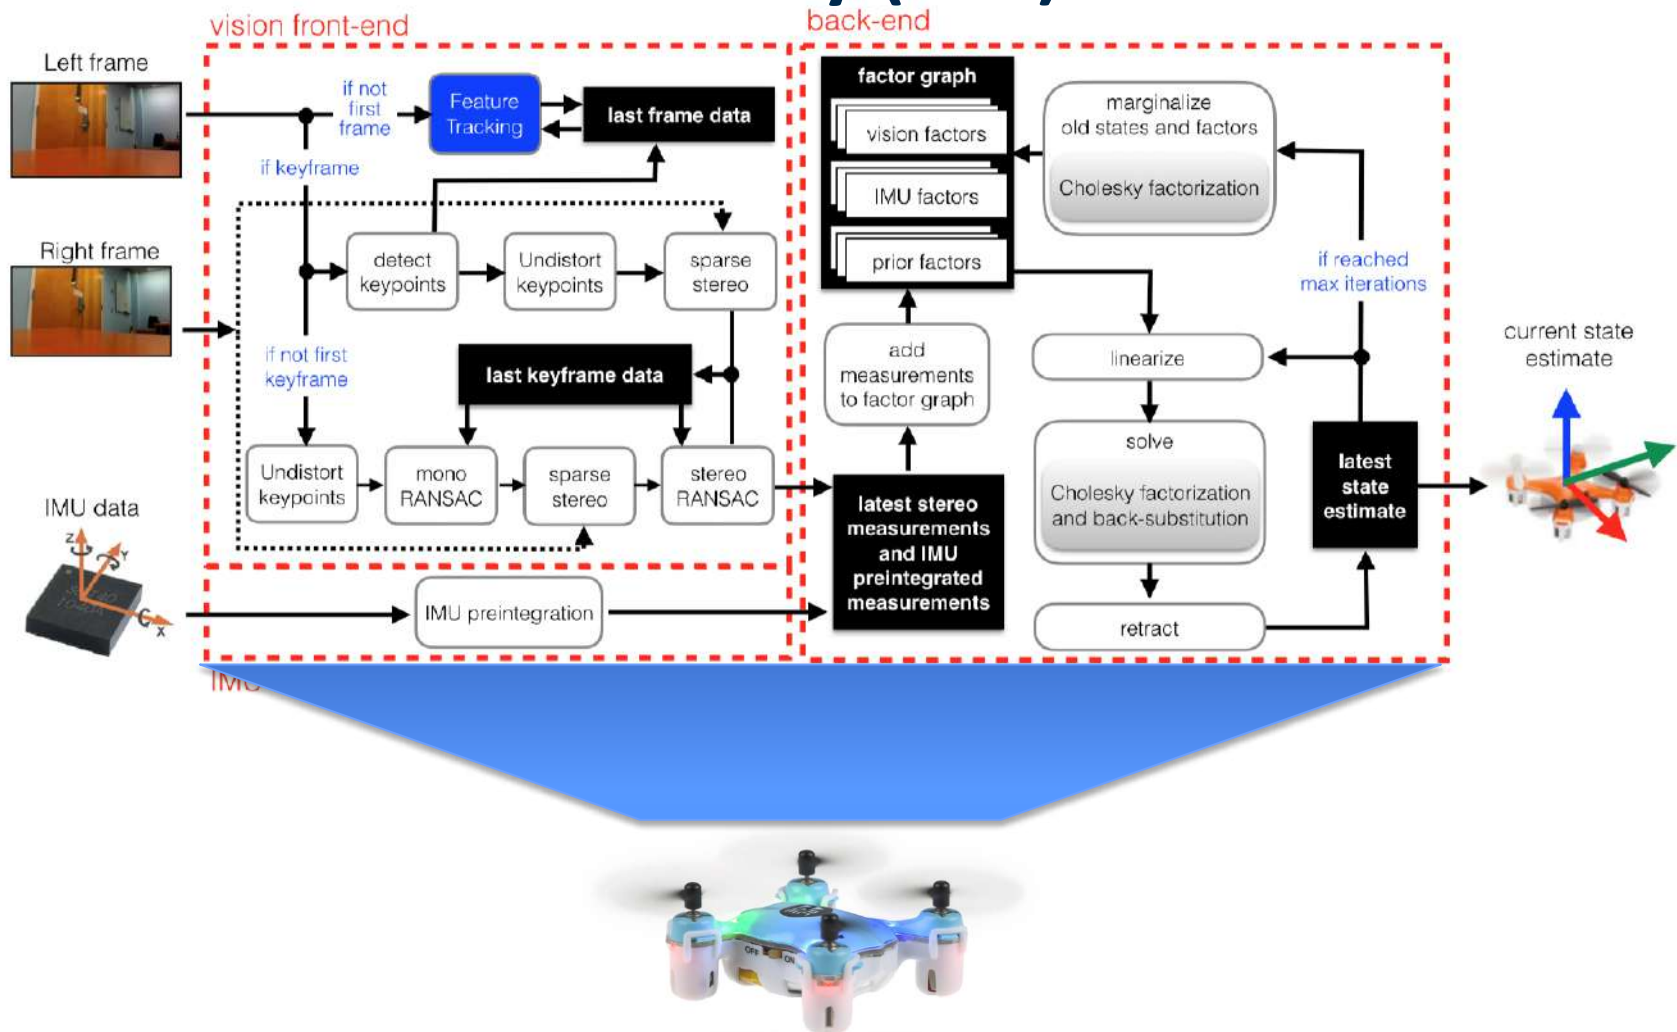 vision front-end
back-end
Left frame
if not
first
frame
Feature
Tracking
last frame data
if keyframe
Right frame
detect
keypoints
Undistort
keypoints
sparse
stereo
if not first
keyframe
last keyframe data
Undistort
keypoints
mono
RANSAC
sparse
stereo
stereo
RANSAC
IMU data
Z
Y
X
IMU preintegration
IMU
factor graph
vision factors
IMU factors
prior factors
marginalize
old states and factors
Cholesky factorization
if reached
max iterations
add
measurements
to factor graph
linearize
solve
Cholesky factorization
and back-substitution
latest stereo
measurements
and IMU
preintegrated
measurements
retract
latest
state
estimate
current state
estimate
OFF
ON